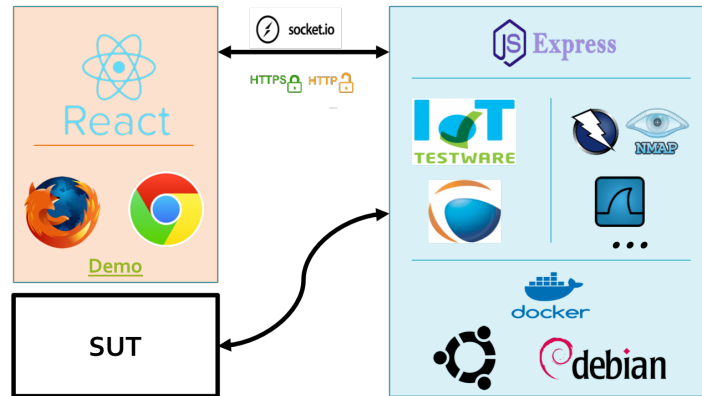 socket.io
HTTPS HTTP
React
Demo
SUT
JS Express
IoT
TESTWARE
NMAP
...
docker
debian